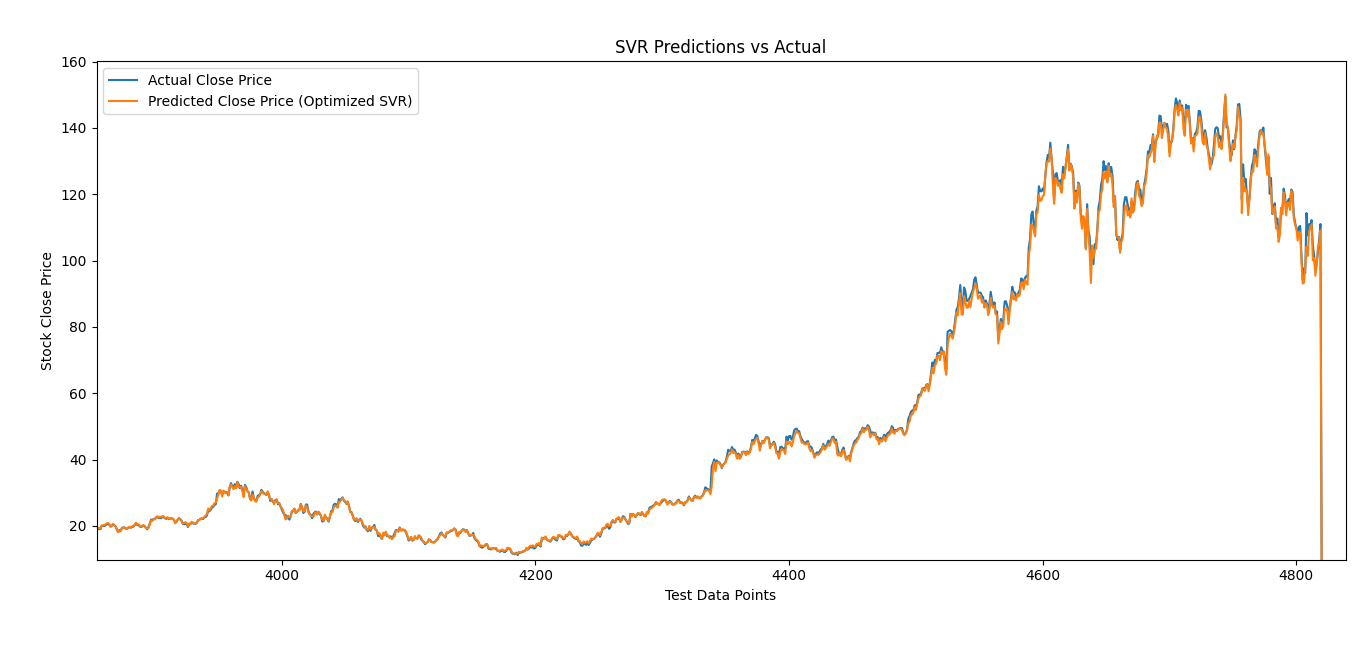 SVR Predictions vs Actual
Actual Close Price
Predicted Close Price (Optimized SVR)
Stock Close Price
160
140
120
100
80
60
40
20
4000
4200
4400
4600
4800
Test Data Points